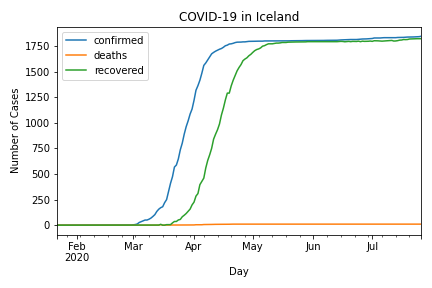 COVID-19 in Iceland
confirmed
deaths
recovered
Number of Cases
1750
1500
1250
1000
750
500
250
0
Feb Mar Apr May Jun Jul
2020
Day